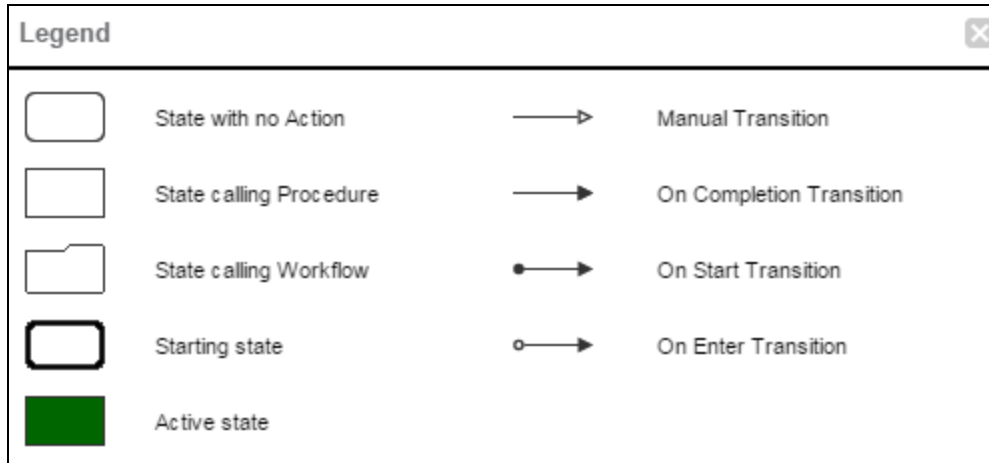 Legend
State with no Action
Manual Transition
State calling Procedure
On Completion Transition
State calling Workflow
On Start Transition
Starting state
On Enter Transition
Active state